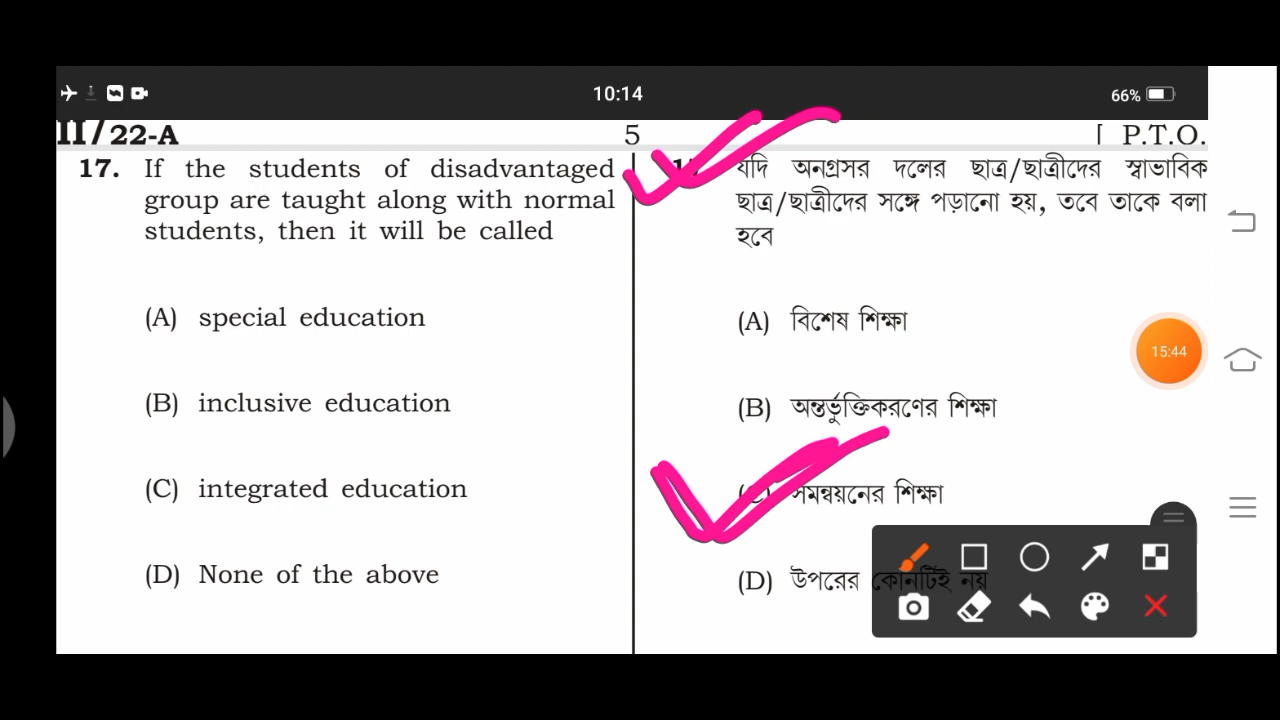 10:14
66%
II/22-A
5
[ P.T.O.
17. If the students of disadvantaged
group are taught along with normal
students, then it will be called
(A) special education
(B) inclusive education
(C) integrated education
(D) None of the above
যদি অনগ্রসর দলের ছাত্র/ছাত্রীদের স্বাভাবিক
ছাত্র/ছাত্রীদের সঙ্গে পড়ানো হয়, তবে তাকে বলা
হবে
(A) বিশেষ শিক্ষা
(B) অন্তর্ভুক্তিকরণের শিক্ষা
(C) সমন্বয়নের শিক্ষা
(D) উপরের কোনটিই নয়
15:44